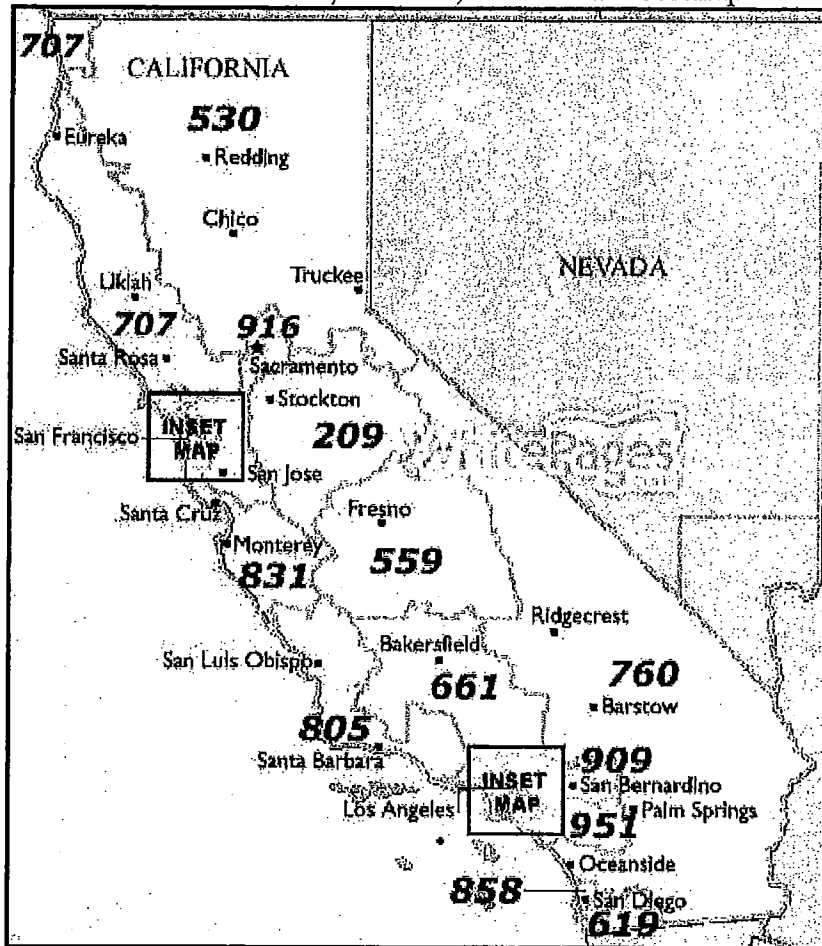 707
CALIFORNIA
530
Eureka
Redding
Chico
Truckee
NEVADA
Ukiah
707
916
Santa Rosa
Sacramento
Stockton
INSET
MAP
San Francisco
209
WhitePages
San Jose
Santa Cruz
Fresno
Monterey
559
831
Ridgecrest
Bakersfield
San Luis Obispo
661
760
Barstow
805
Santa Barbara
909
INSET
MAP
San Bernardino
Los Angeles
Palm Springs
951
Oceanside
858
San Diego
619